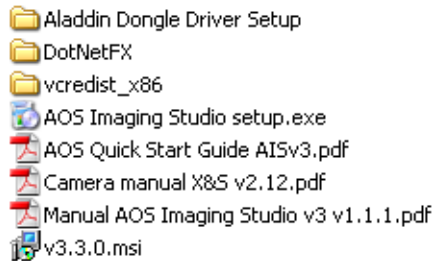 Aladdin Dongle Driver Setup
DotNetFX
vcredist_x86
AOS Imaging Studio setup.exe
AOS Quick Start Guide AISv3.pdf
Camera manual X&S v2.12.pdf
Manual AOS Imaging Studio v3 v1.1.1.pdf
v3.3.0.msi